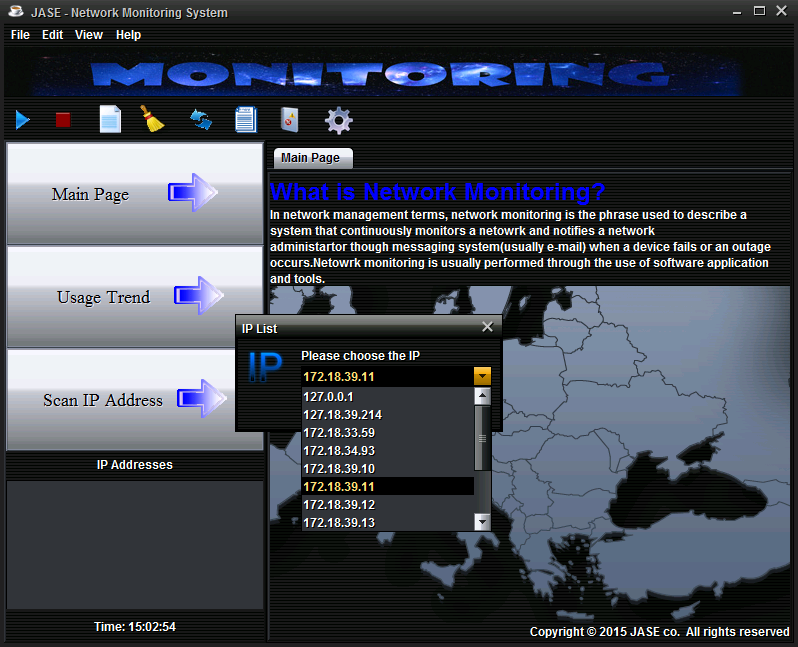 JASE - Network Monitoring System
File Edit View Help
MONITORING
Main Page
Usage Trend
Scan IP Address
IP Addresses
Time: 15:02:54
Main Page
What is Network Monitoring?
In network management terms, network monitoring is the phrase used to describe a
system that continuously monitors a netowrk and notifies a network
administartor though messaging system(usually e-mail) when a device fails or an outage
occurs.Netowrk monitoring is usually performed through the use of software application
and tools.
IP List
IP
Please choose the IP
172.18.39.11
127.0.0.1
127.18.39.214
172.18.33.59
172.18.34.93
172.18.39.10
172.18.39.11
172.18.39.12
172.18.39.13
Copyright © 2015 JASE co. All rights reserved